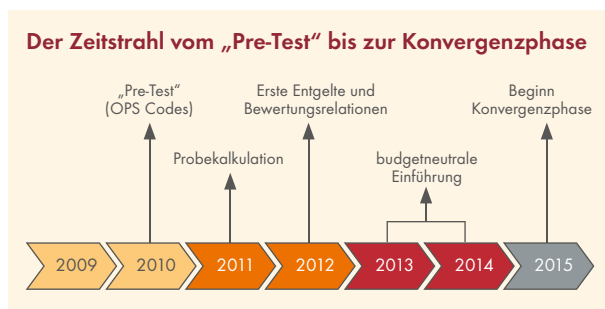 Der Zeitstrahl vom „Pre-Test“ bis zur Konvergenzphase
„Pre-Test“
(OPS Codes)
Erste Entgelte und
Bewertungsrelationen
Beginn
Konvergenzphase
Probekalkulation
budgetneutrale
Einführung
2009
2010
2011
2012
2013
2014
2015